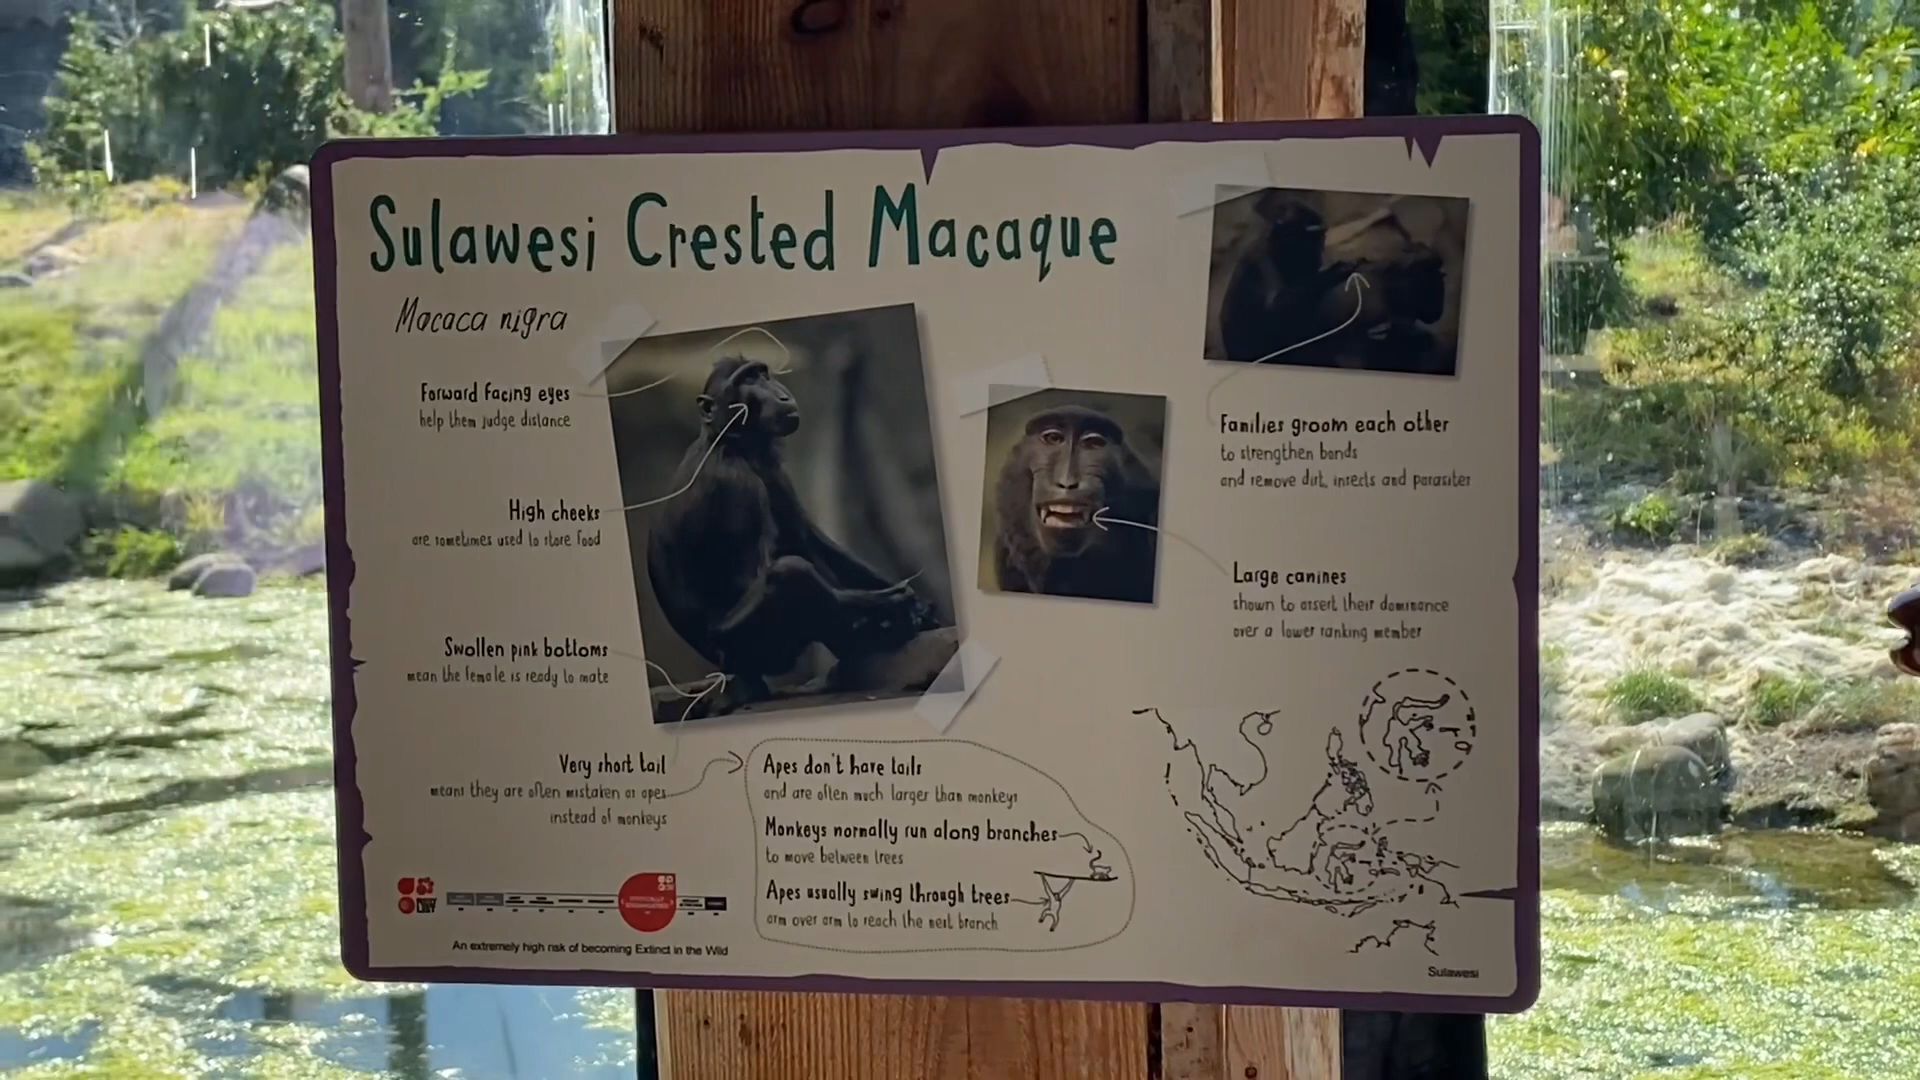 Sulawesi Crested Macaque
Macaca nigra
Forward facing eyes
help them judge distance
High cheeks
are sometimes used to store food
Swollen pink bottoms
mean the female is ready to mate
Very short tail
means they are often mistaken as apes
instead of monkeys
Families groom each other
to strengthen bonds
and remove dirt, insects and parasites
Large canines
shown to assert their dominance
over a lower ranking member
Apes don't have tails
and are often much larger than monkeys
Monkeys normally run along branches
to move between trees
Apes usually swing through trees
arm over arm to reach the next branch
CRITICALLY
ENDANGERED
An extremely high risk of becoming Extinct in the Wild
Sulawesi